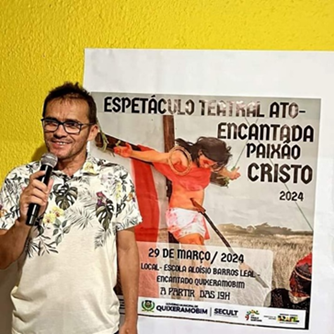 ESPETÁCULO TEATRAL ATO-
ENCANTADA
PAIXÃO
CRISTO
2024
29 DE MARÇO/2024
LOCAL- ESCOLA ALOÍSIO BARROS LEAL
ENCANTADO QUIXERAMOBIM
A PARTIR DAS 19H
QUIXERAMOBIM
SECULT